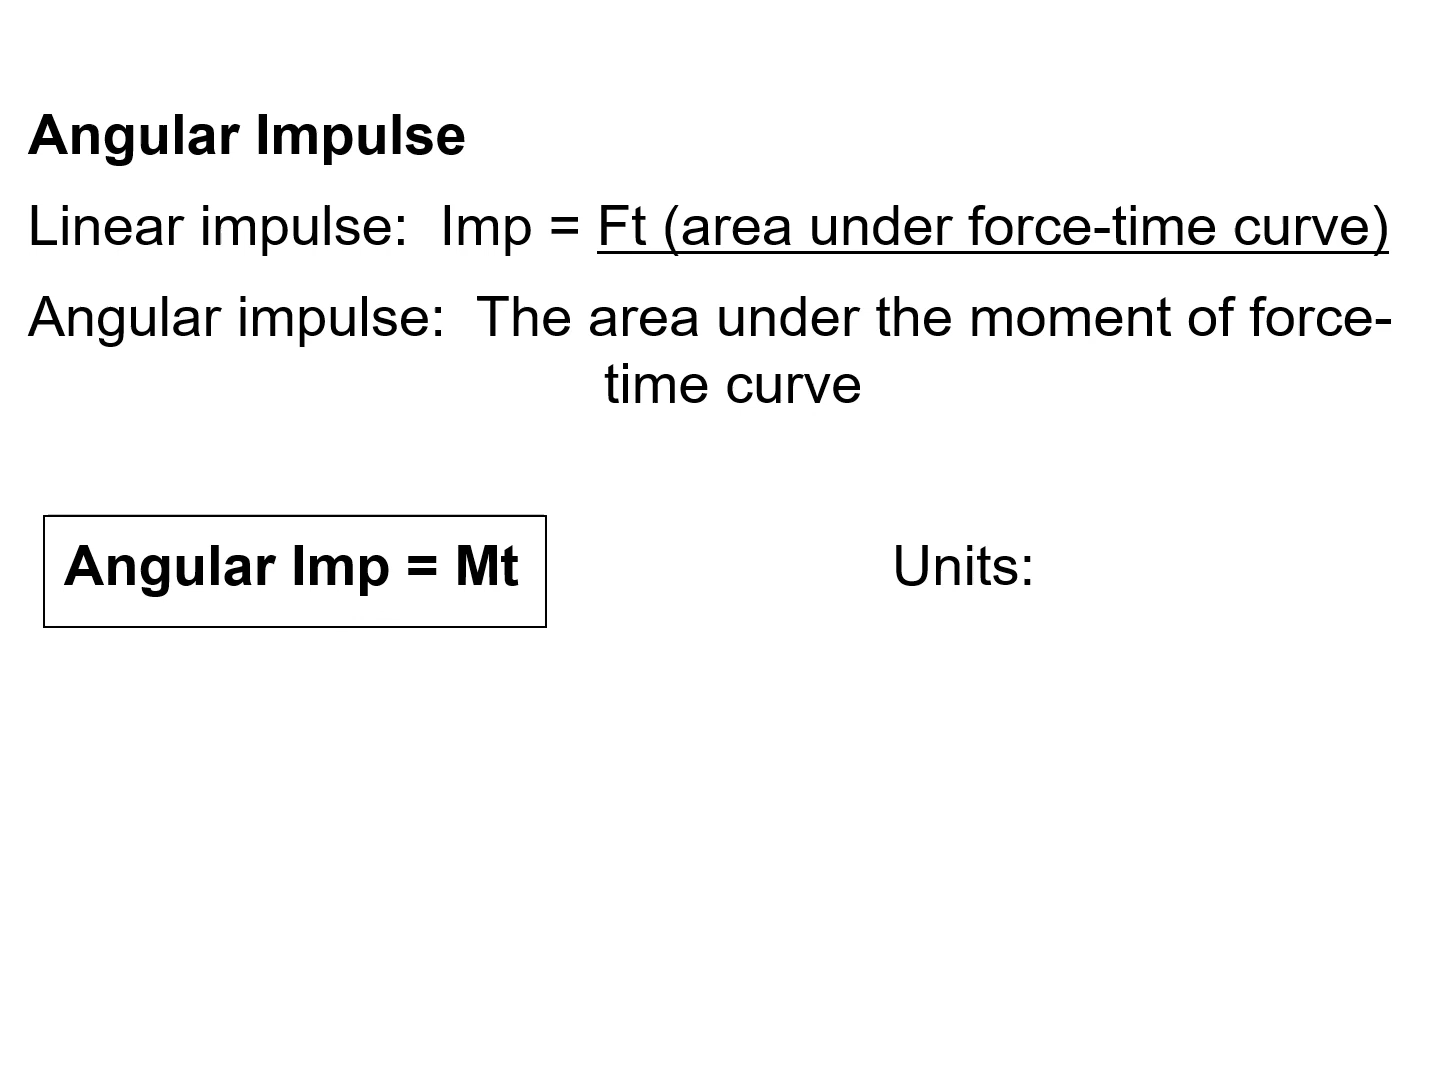 Angular Impulse
Linear impulse:  Imp = Ft (area under force-time curve)
Angular impulse:  The area under the moment of force-
time curve
Angular Imp = Mt
Units: